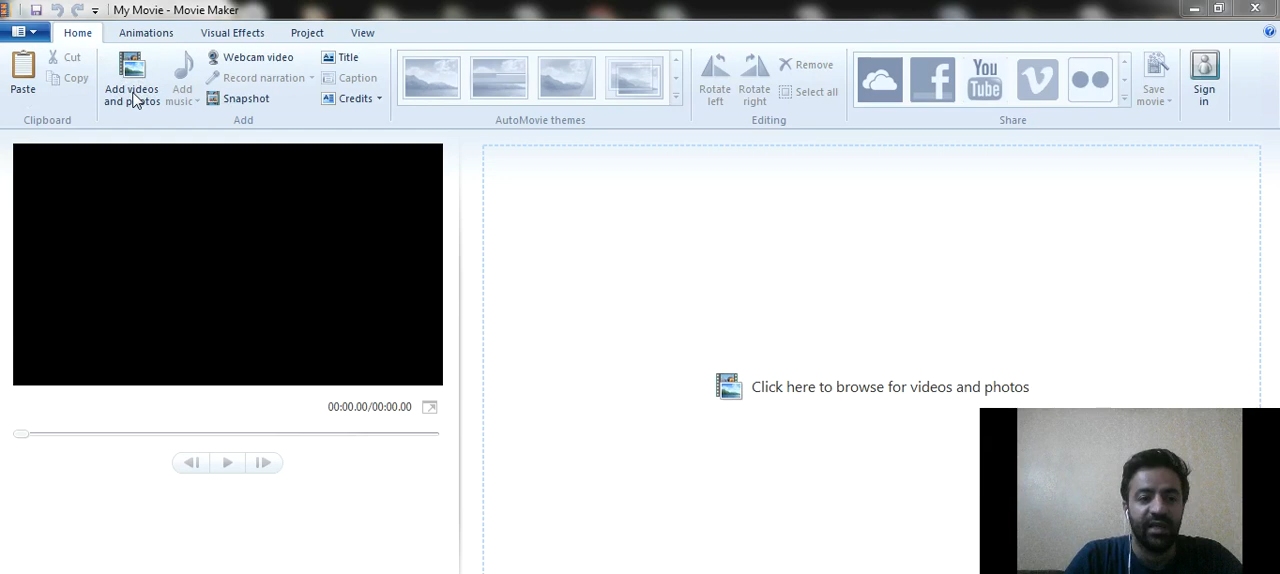 My Movie - Movie Maker
Home Animations Visual Effects Project View
Paste
Cut
Copy
Clipboard
Add videos
and photos
Add
music
Webcam video
Record narration
Snapshot
Title
Caption
Credits
Add
AutoMovie themes
Rotate
left
Rotate
right
Remove
Select all
Editing
You
Tube
Share
Save
movie
Sign
in
00:00.00/00:00.00
Click here to browse for videos and photos